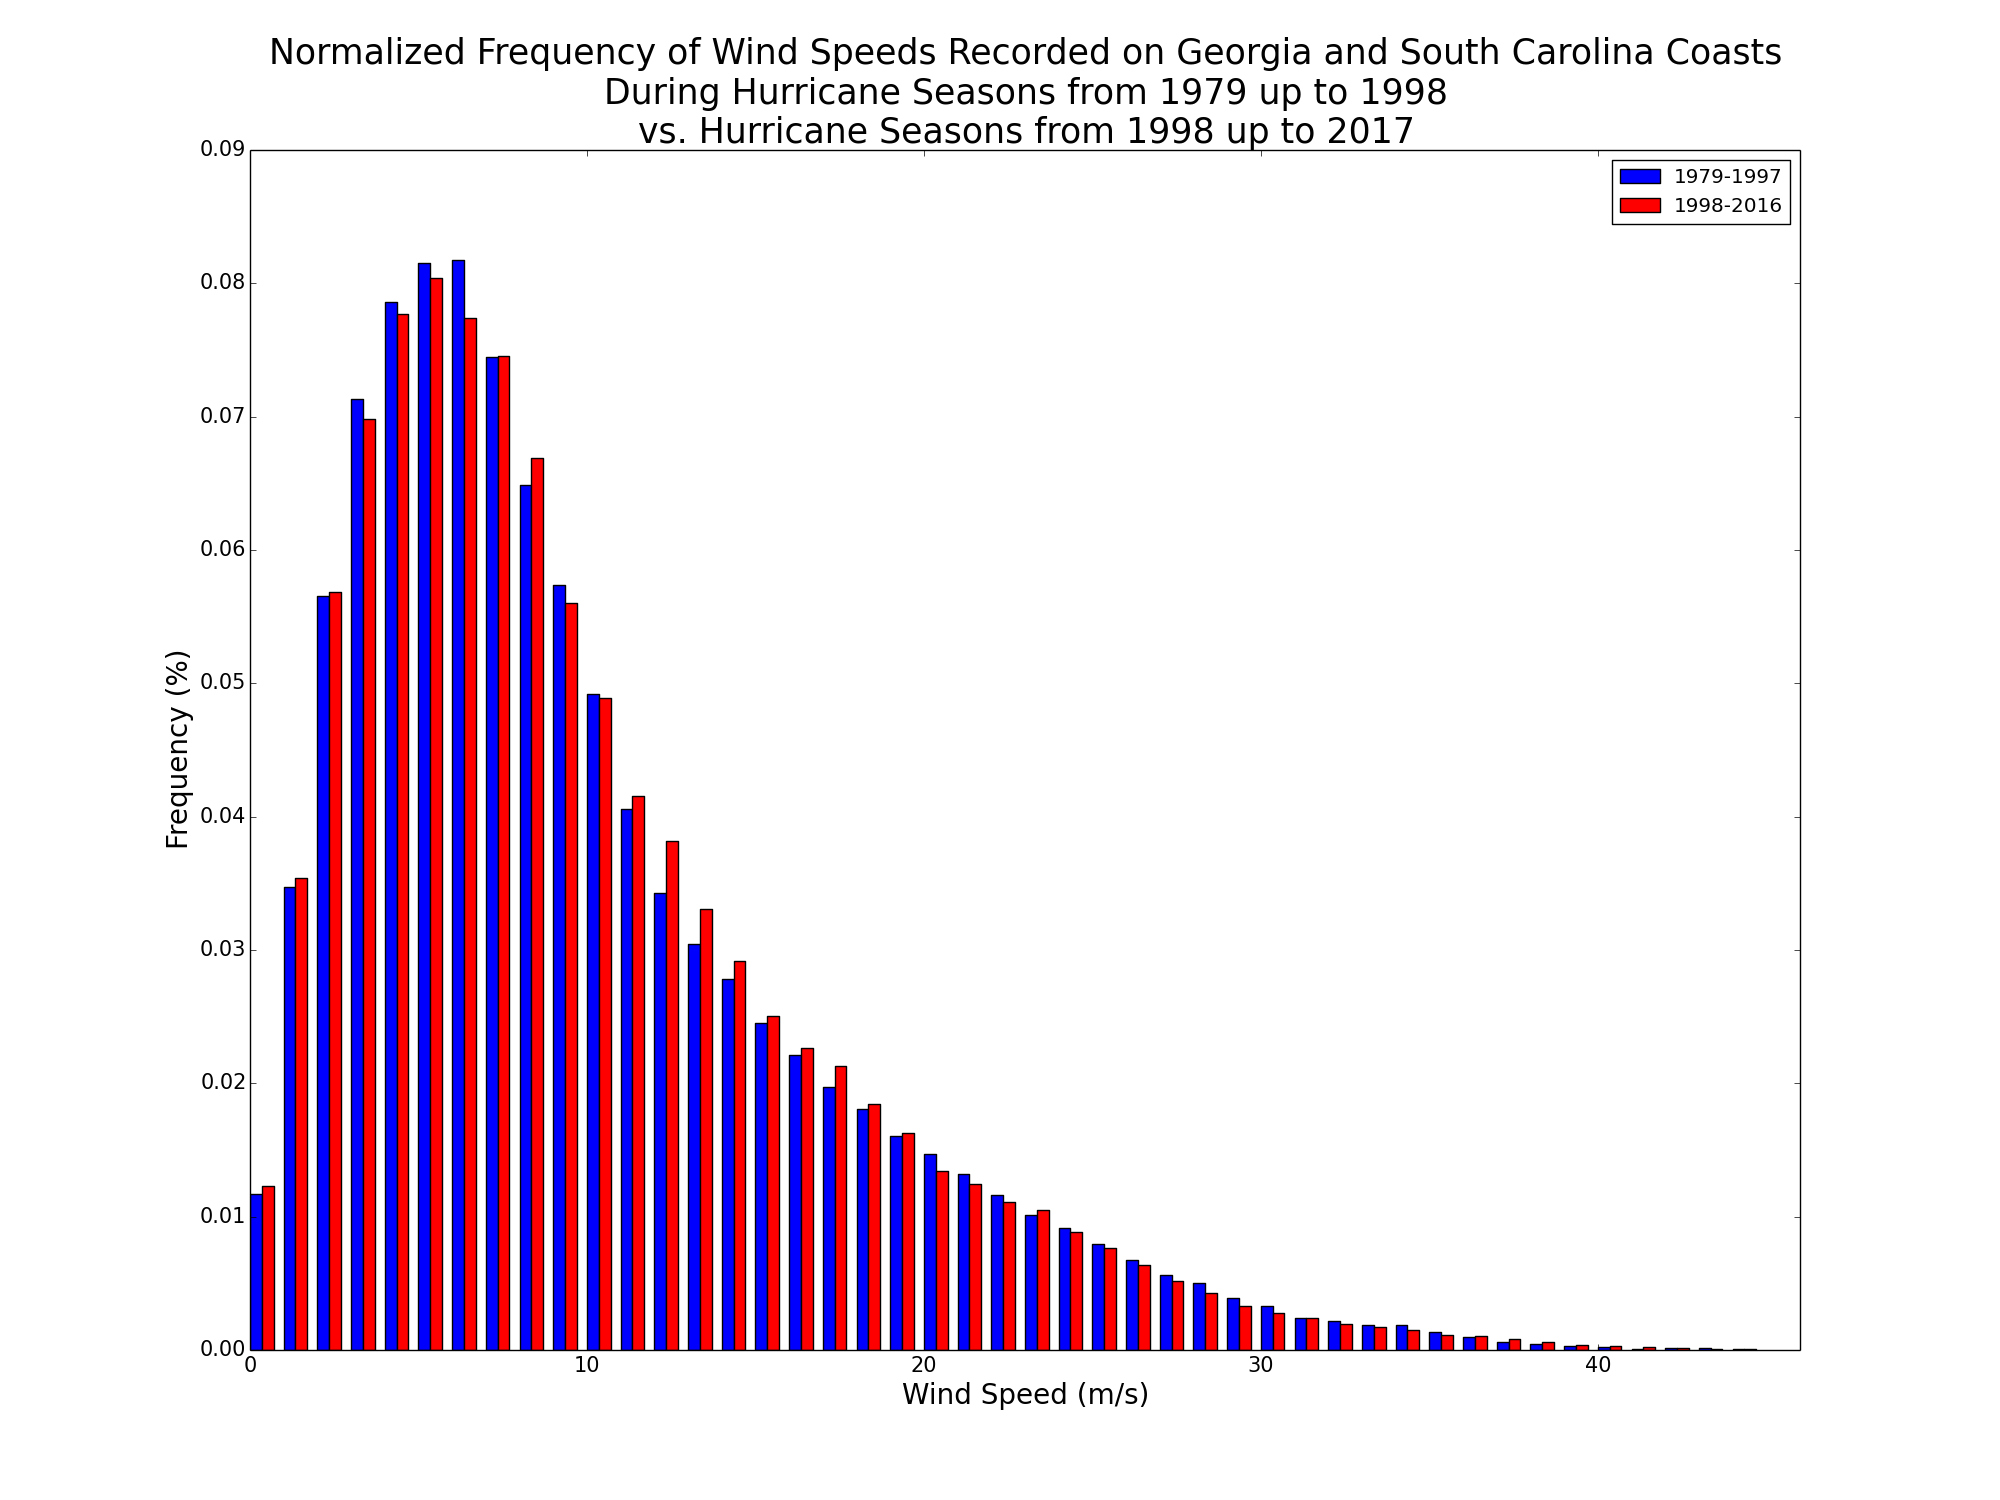 Normalized Frequency of Wind Speeds Recorded on Georgia and South Carolina Coasts
During Hurricane Seasons from 1979 up to 1998
vs. Hurricane Seasons from 1998 up to 2017
1979-1997
1998-2016
Frequency (%)
0.09
0.08
0.07
0.06
0.05
0.04
0.03
0.02
0.01
0.00
0 10 20 30 40
Wind Speed (m/s)